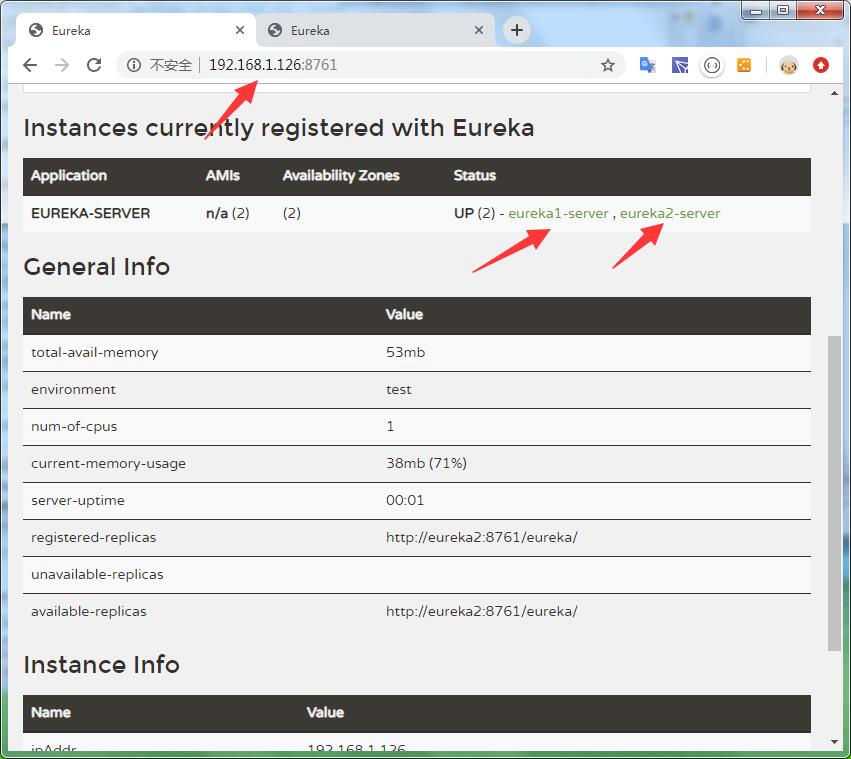 Eureka
Eureka
不安全 192.168.1.126:8761
Instances currently registered with Eureka
Application AMIs Availability Zones Status
EUREKA-SERVER n/a (2) (2) UP (2) - eureka1-server , eureka2-server
General Info
Name Value
total-avail-memory 53mb
environment test
num-of-cpus 1
current-memory-usage 38mb (71%)
server-uptime 00:01
registered-replicas http://eureka2:8761/eureka/
unavailable-replicas
available-replicas http://eureka2:8761/eureka/
Instance Info
Name Value
ipAddr 192.168.1.126